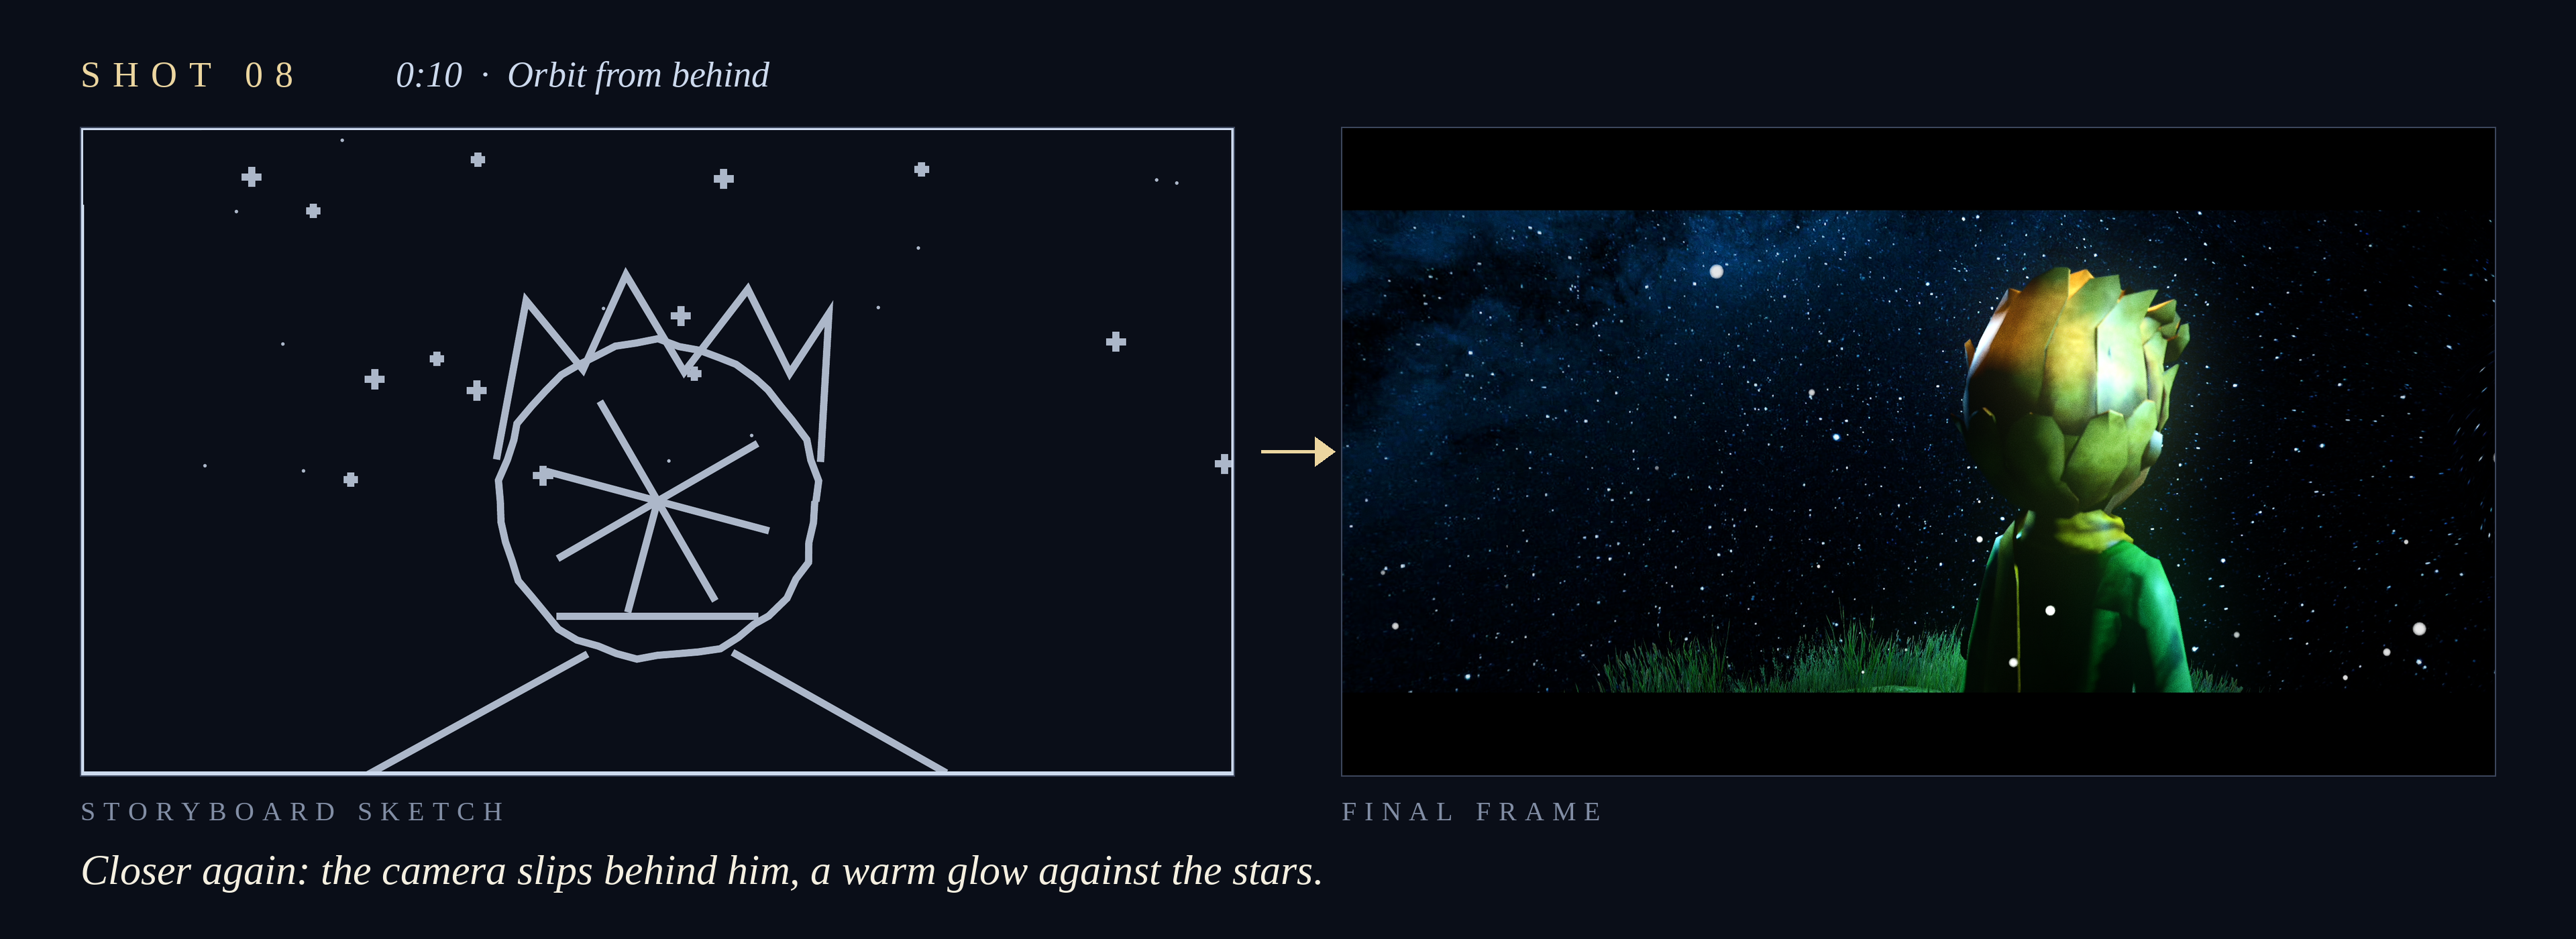 SHOT 08 0:10 · Orbit from behind
STORYBOARD SKETCH
FINAL FRAME
Closer again: the camera slips behind him, a warm glow against the stars.